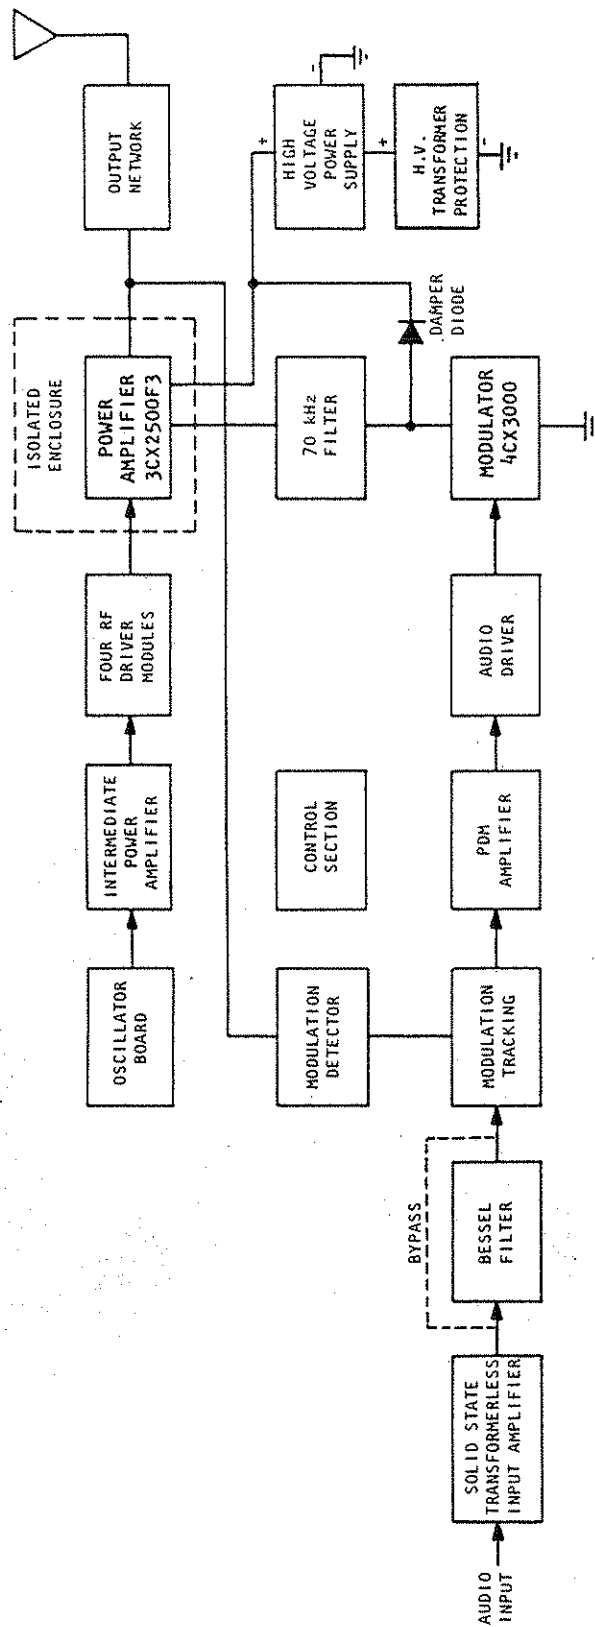 OSCILLATOR
BOARD
INTERMEDIATE
POWER
AMPLIFIER
FOUR RF
DRIVER
MODULES
ISOLATED
ENCLOSURE
POWER
AMPLIFIER
3CX2500F3
OUTPUT
NETWORK
MODULATION
DETECTOR
CONTROL
SECTION
70 kHz
FILTER
+
HIGH
VOLTAGE
POWER
SUPPLY
-
+
H.V.
TRANSFORMER
PROTECTION
-
DAMPER
DIODE
AUDIO
INPUT
SOLID STATE
TRANSFORMERLESS
INPUT AMPLIFIER
BYPASS
BESSEL
FILTER
MODULATION
TRACKING
PDM
AMPLIFIER
AUDIO
DRIVER
MODULATOR
4CX3000